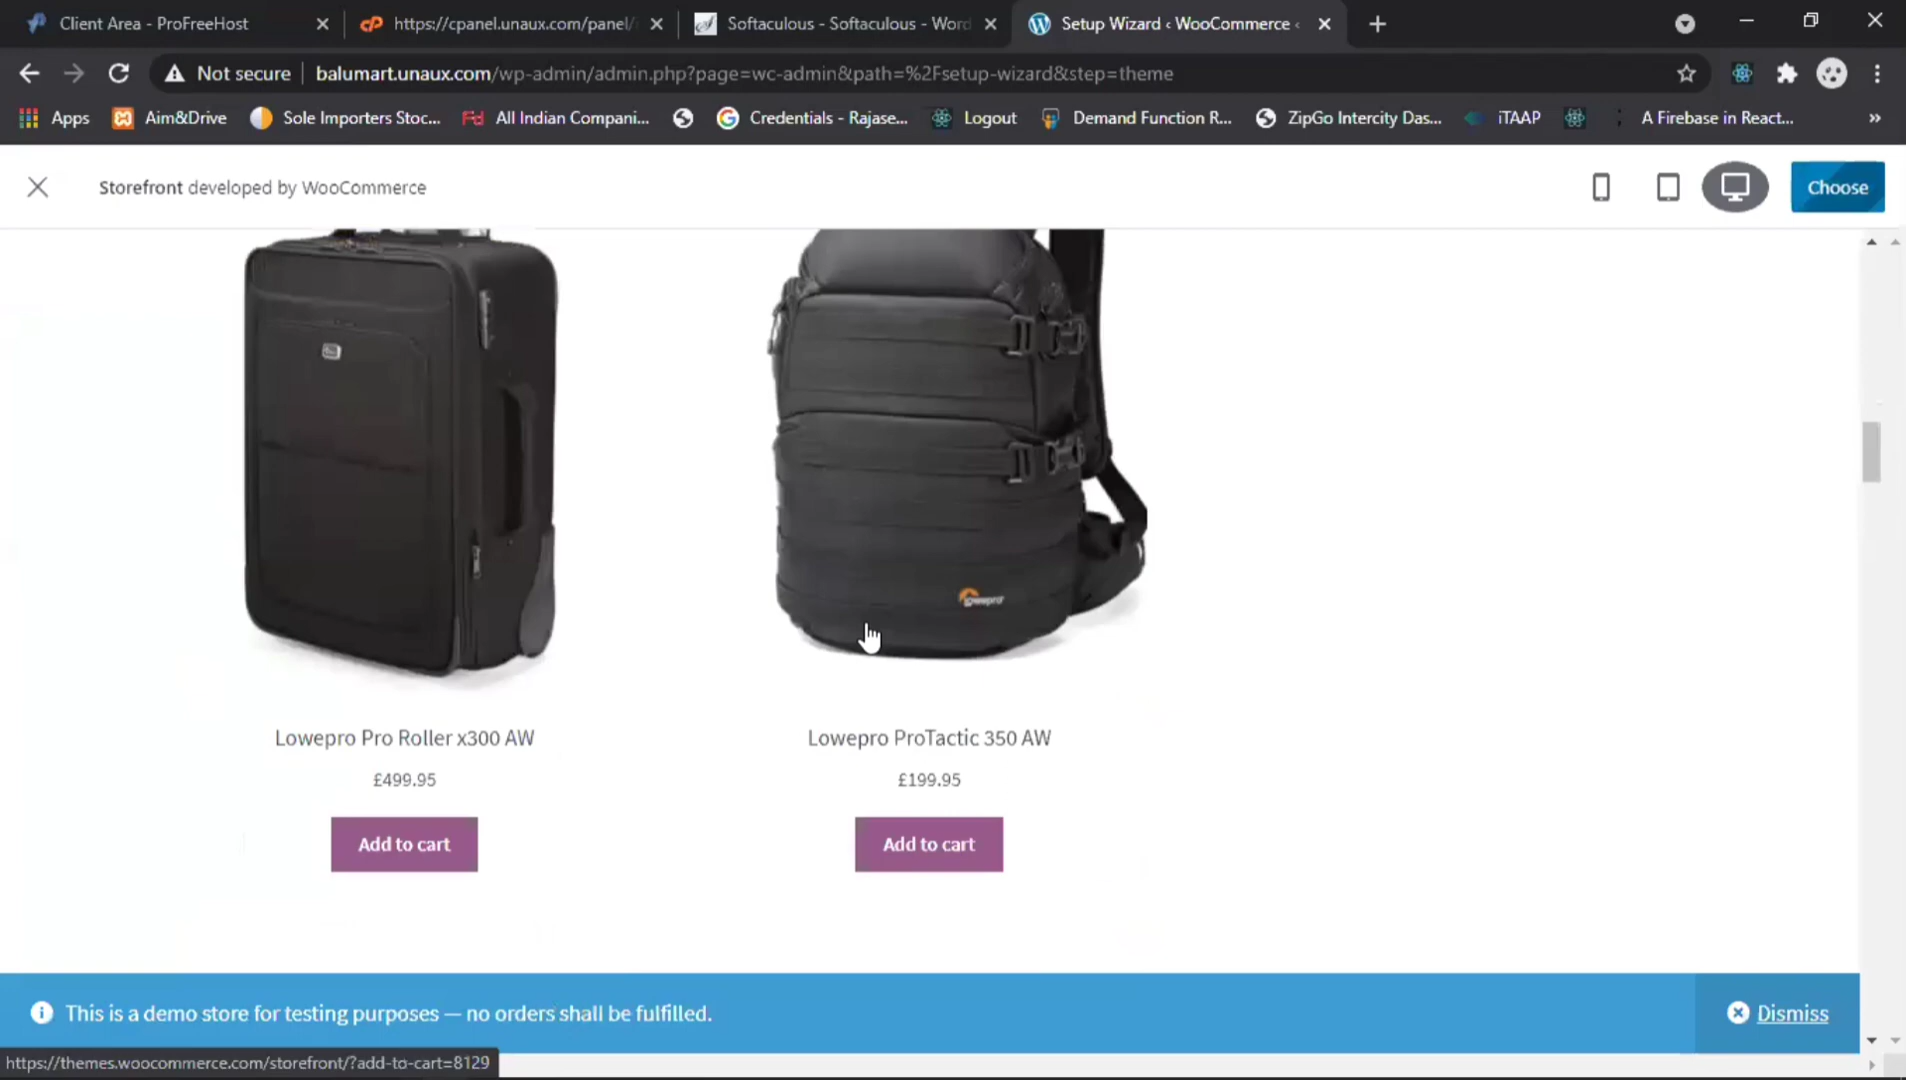 Client Area - ProFreeHost
https://cpanel.unaux.com/panel/
Softaculous - Softaculous - Word
Setup Wizard ‹ WooCommerce ‹
Not secure
balumart.unaux.com/wp-admin/admin.php?page=wc-admin&path=%2Fsetup-wizard&step=theme
Apps
Aim&Drive
Sole Importers Stoc...
All Indian Compani...
Credentials - Rajase...
Logout
Demand Function R...
ZipGo Intercity Das...
iTAAP
A Firebase in React...
»
Storefront developed by WooCommerce
Choose
Lowepro
Lowepro Pro Roller x300 AW
Lowepro ProTactic 350 AW
£499.95
£199.95
Add to cart
Add to cart
This is a demo store for testing purposes — no orders shall be fulfilled.
Dismiss
https://themes.woocommerce.com/storefront/?add-to-cart=8129